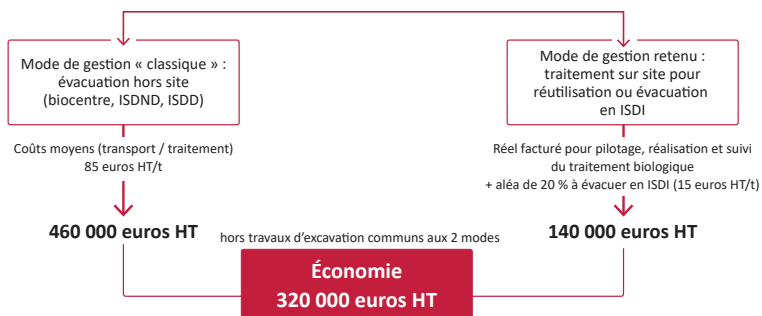 Mode de gestion « classique » :
évacuation hors site
(biocentre, ISDND, ISDD)
Mode de gestion retenu :
traitement sur site pour
réutilisation ou évacuation
en ISDI
Coûts moyens (transport / traitement)
85 euros HT/t
Réel facturé pour pilotage, réalisation et suivi
du traitement biologique
+ aléa de 20 % à évacuer en ISDI (15 euros HT/t)
460 000 euros HT
hors travaux d’excavation communs aux 2 modes
140 000 euros HT
Économie
320 000 euros HT